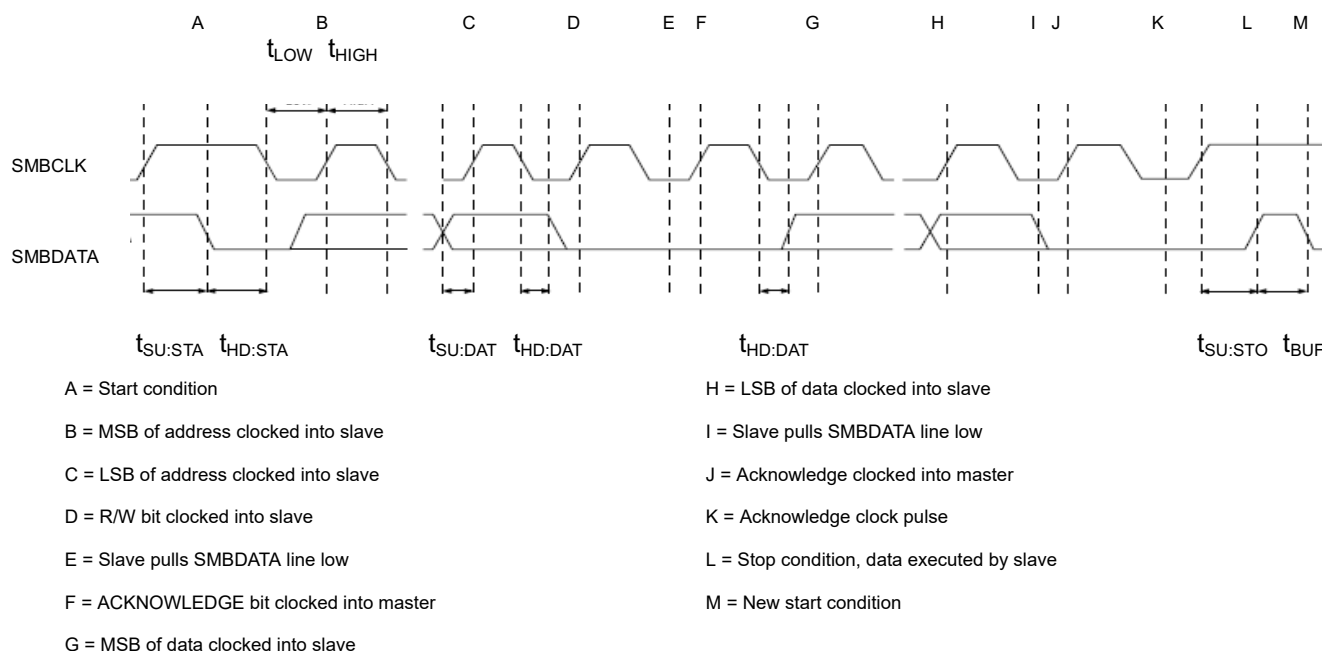 A B C D E F G H I J K L M
tLOW tHIGH
SMBCLK
SMBDATA
tSU:STA tHD:STA tSU:DAT tHD:DAT tHD:DAT tSU:STO tBUF
A = Start condition
B = MSB of address clocked into slave
C = LSB of address clocked into slave
D = R/W bit clocked into slave
E = Slave pulls SMBDATA line low
F = ACKNOWLEDGE bit clocked into master
G = MSB of data clocked into slave
H = LSB of data clocked into slave
I = Slave pulls SMBDATA line low
J = Acknowledge clocked into master
K = Acknowledge clock pulse
L = Stop condition, data executed by slave
M = New start condition